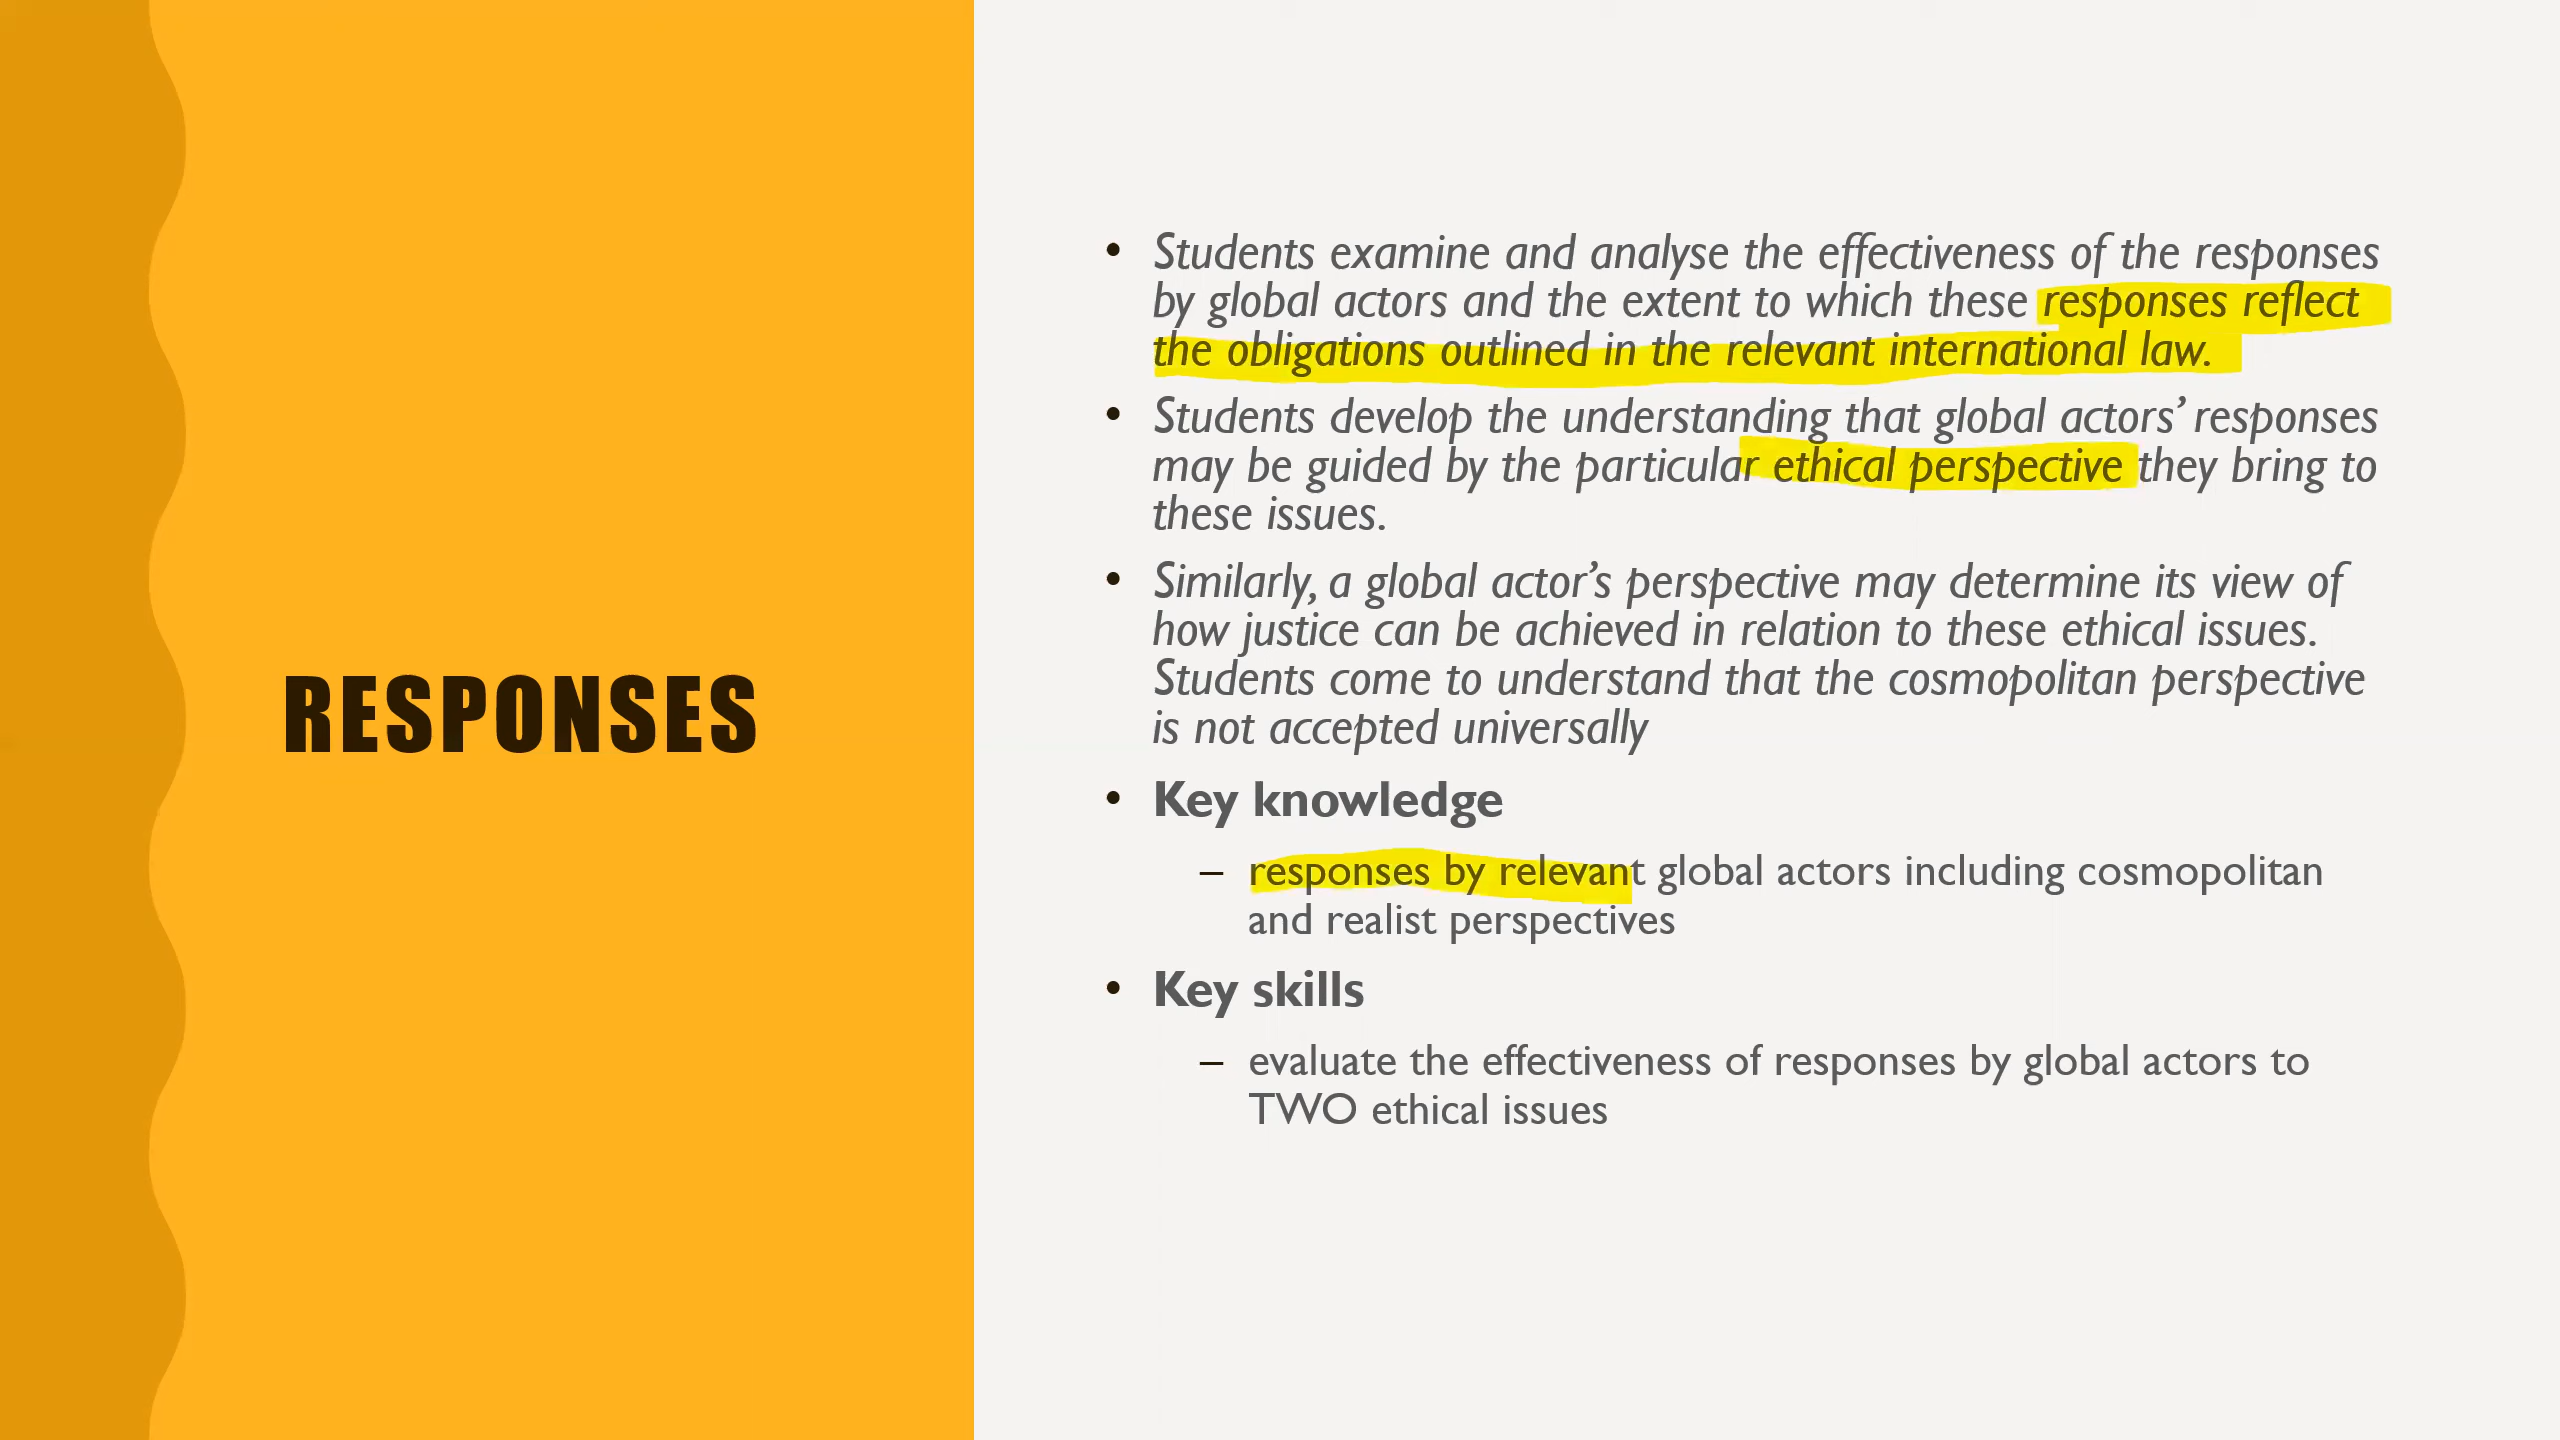 RESPONSES
• Students examine and analyse the effectiveness of the responses
by global actors and the extent to which these responses reflect
the obligations outlined in the relevant international law.
• Students develop the understanding that global actors’ responses
may be guided by the particular ethical perspective they bring to
these issues.
• Similarly, a global actor’s perspective may determine its view of
how justice can be achieved in relation to these ethical issues.
Students come to understand that the cosmopolitan perspective
is not accepted universally
• Key knowledge
– responses by relevant global actors including cosmopolitan
and realist perspectives
• Key skills
– evaluate the effectiveness of responses by global actors to
TWO ethical issues